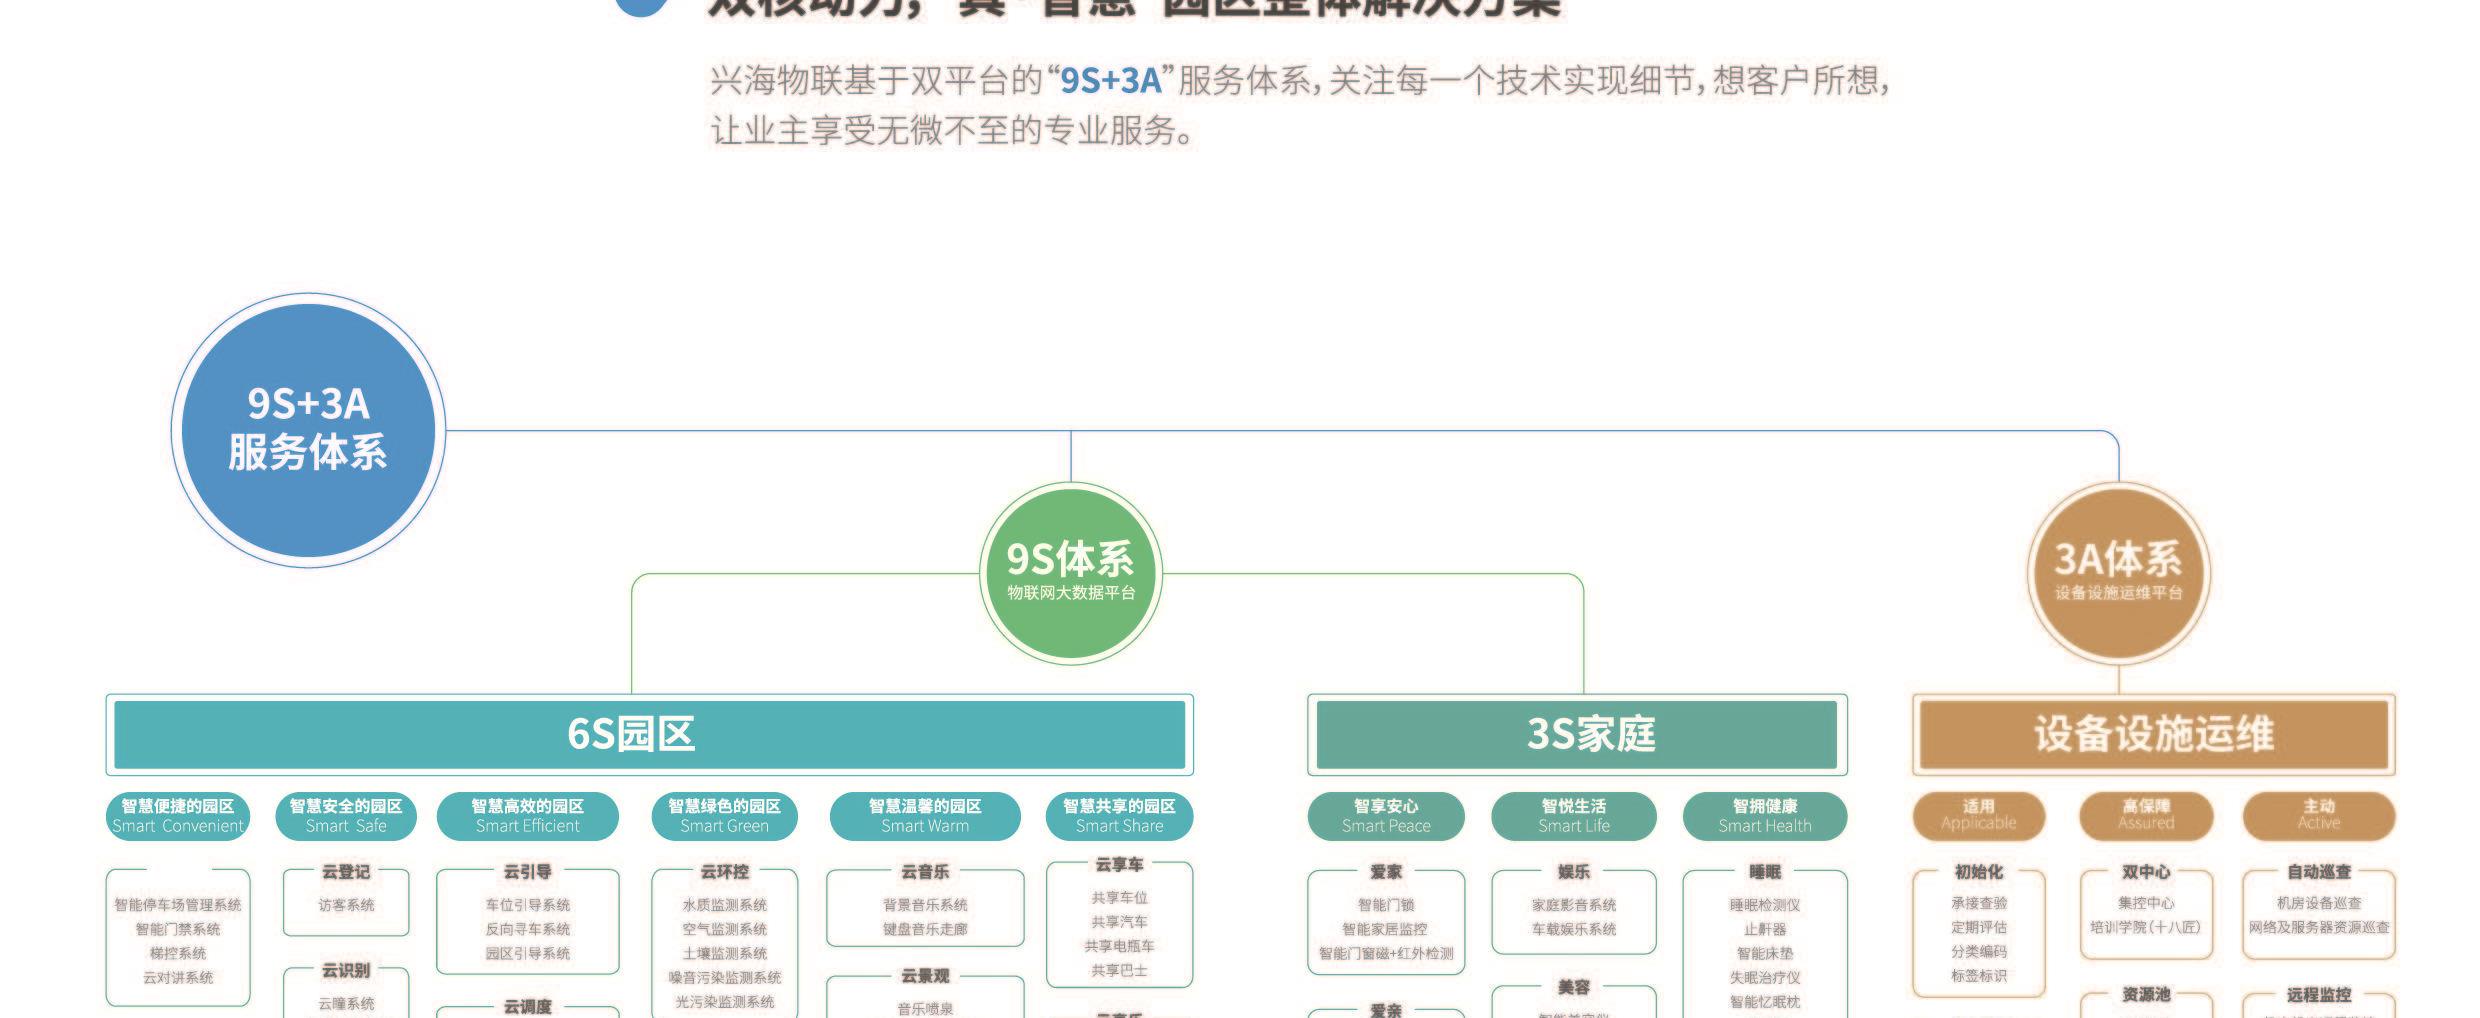 双核动力，真“智慧”园区整体解决方案
兴海物联基于双平台的“9S+3A”服务体系，关注每一个技术实现细节，想客户所想，
让业主享受无微不至的专业服务。
9S+3A
服务体系
9S体系
物联网大数据平台
3A体系
设备设施运维平台
6S园区
智慧便捷的园区
Smart Convenient
智能停车场管理系统
智能门禁系统
梯控系统
云对讲系统
智慧安全的园区
Smart Safe
云登记
访客系统
云识别
云瞳系统
智慧高效的园区
Smart Efficient
云引导
车位引导系统
反向寻车系统
园区引导系统
云调度
智慧绿色的园区
Smart Green
云环控
水质监测系统
空气监测系统
土壤监测系统
噪音污染监测系统
光污染监测系统
智慧温馨的园区
Smart Warm
云音乐
背景音乐系统
键盘音乐走廊
云景观
音乐喷泉
智慧共享的园区
Smart Share
云享车
共享车位
共享汽车
共享电瓶车
共享巴士
3S家庭
智享安心
Smart Peace
爱家
智能门锁
智能家居监控
智能门窗磁+红外检测
爱亲
智悦生活
Smart Life
娱乐
家庭影音系统
车载娱乐系统
美容
智拥健康
Smart Health
睡眠
睡眠检测仪
止鼾器
智能床垫
失眠治疗仪
智能忆眠枕
设备设施运维
适用
Applicable
初始化
承接查验
定期评估
分类编码
标签标识
高保障
Assured
双中心
集控中心
培训学院（十八匠）
资源池
主动
Active
自动巡查
机房设备巡查
网络及服务器资源巡查
远程监控